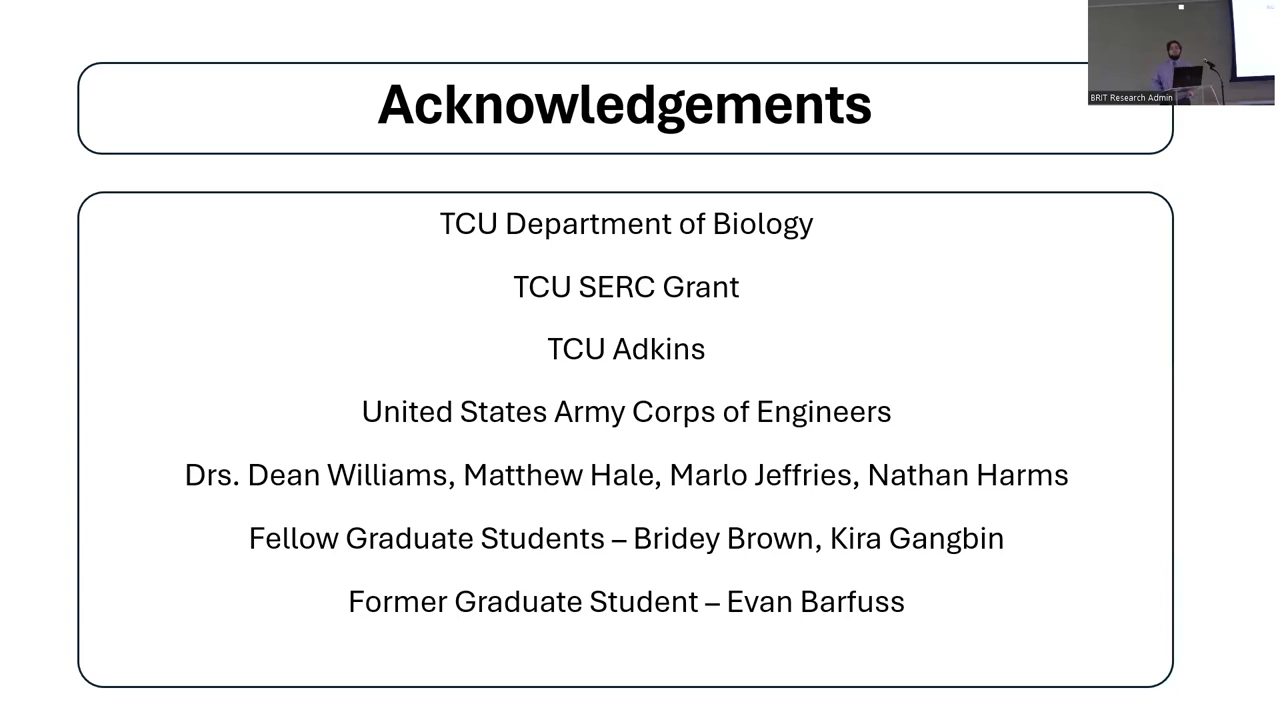 Acknowledgements
BRIT Research Admin
TCU Department of Biology
TCU SERC Grant
TCU Adkins
United States Army Corps of Engineers
Drs. Dean Williams, Matthew Hale, Marlo Jeffries, Nathan Harms
Fellow Graduate Students – Bridey Brown, Kira Gangbin
Former Graduate Student – Evan Barfuss